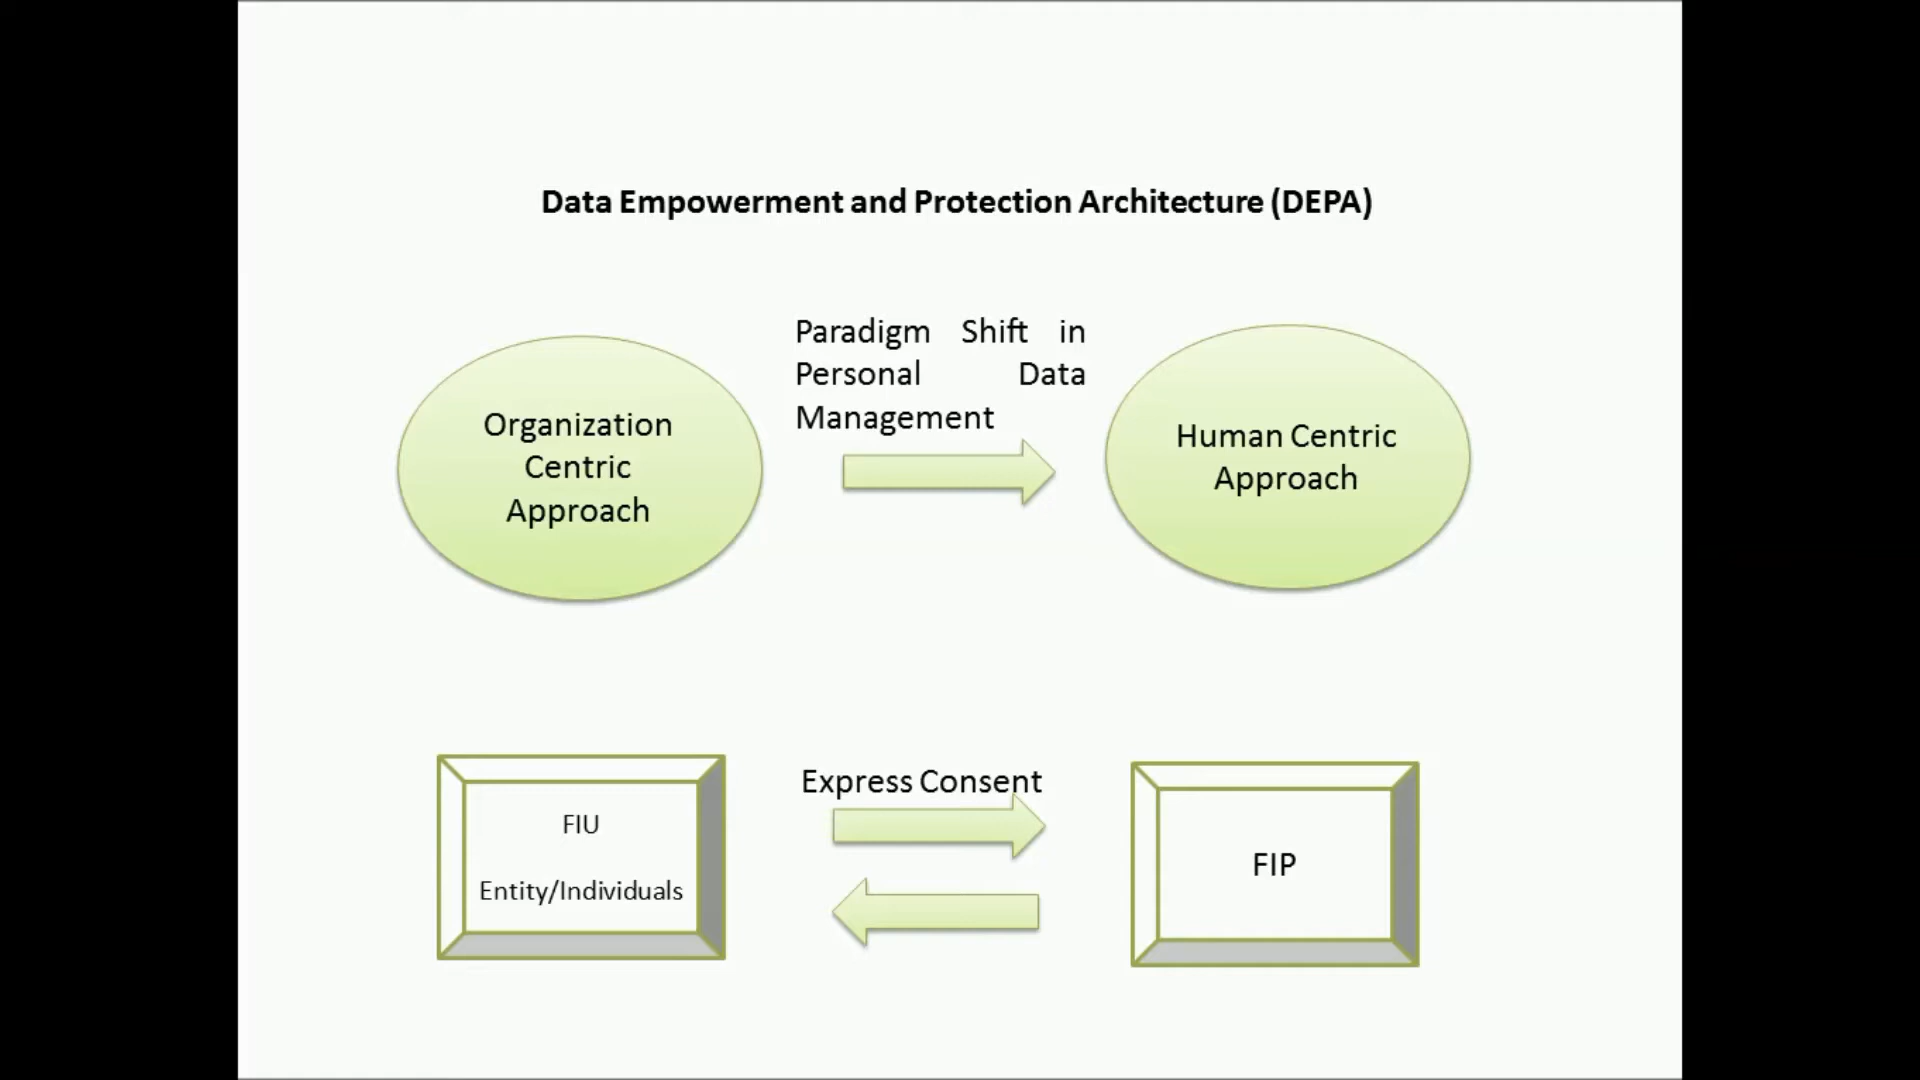 Data Empowerment and Protection Architecture (DEPA)
Organization
Centric
Approach
Paradigm Shift in
Personal Data
Management
Human Centric
Approach
FIU
Entity/Individuals
Express Consent
FIP